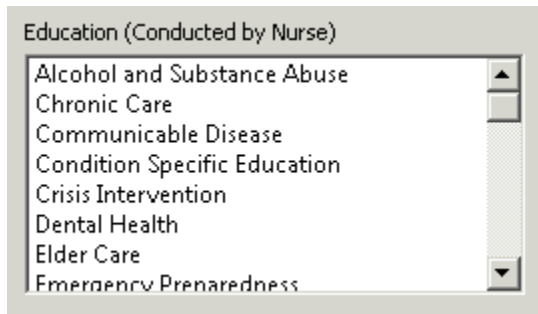 Education (Conducted by Nurse)
Alcohol and Substance Abuse
Chronic Care
Communicable Disease
Condition Specific Education
Crisis Intervention
Dental Health
Elder Care
Emergency Preparedness